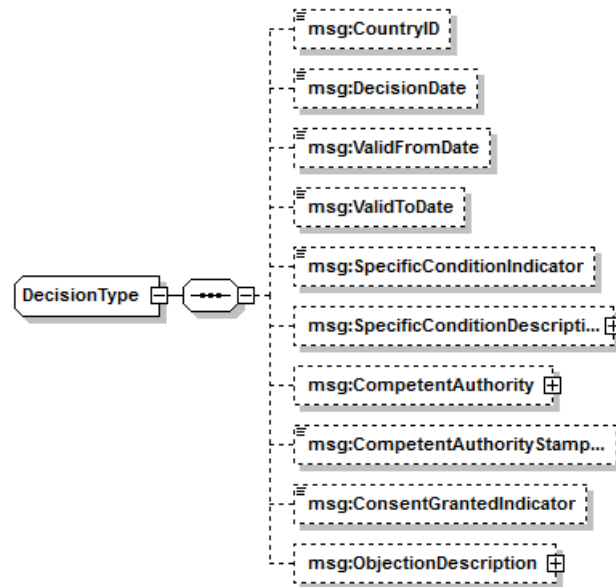 msg:CountryID
msg:DecisionDate
msg:ValidFromDate
msg:ValidToDate
msg:SpecificConditionIndicator
DecisionType
msg:SpecificConditionDescripti...
msg:CompetentAuthority
msg:CompetentAuthorityStamp...
msg:ConsentGrantedIndicator
msg:ObjectionDescription